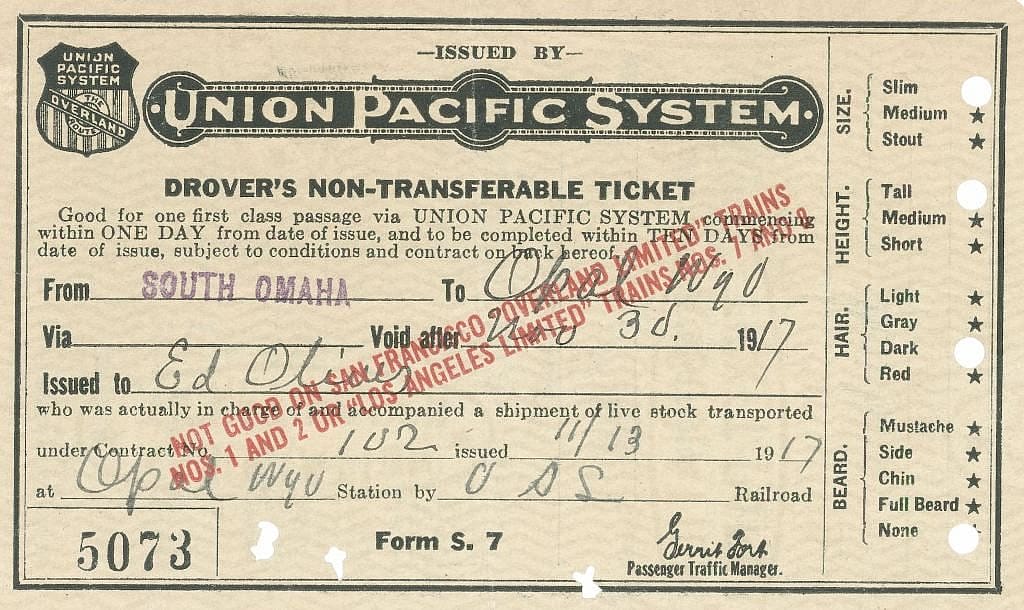 UNION
PACIFIC
SYSTEM
THE
OVERLAND
ROUTE
—ISSUED BY—
UNION PACIFIC SYSTEM
DROVER'S NON-TRANSFERABLE TICKET
Good for one first class passage via UNION PACIFIC SYSTEM commencing
within ONE DAY from date of issue, and to be completed within TEN DAYS from
date of issue, subject to conditions and contract on back hereof.
From SOUTH OMAHA To Opal Wyo
Via Void after Nov 3d. 1917
Issued to Ed
who was actually in charge of and accompanied a shipment of live stock transported
under Contract No. 102 issued 11/13 1917
at Opal Wyo Station by O S L Railroad
NOT GOOD ON SAN FRANCISCO "OVERLAND LIMITED" TRAINS
NOS. 1 AND 2 OR "LOS ANGELES LIMITED" TRAINS NOS. 7 AND 8
5073
Form S. 7
Gerrit Fort
Passenger Traffic Manager.
SIZE.
Slim
Medium ★
Stout ★
HEIGHT.
Tall
Medium ★
Short ★
HAIR.
Light ★
Gray ★
Dark
Red ★
BEARD.
Mustache ★
Side ★
Chin ★
Full Beard ★
None